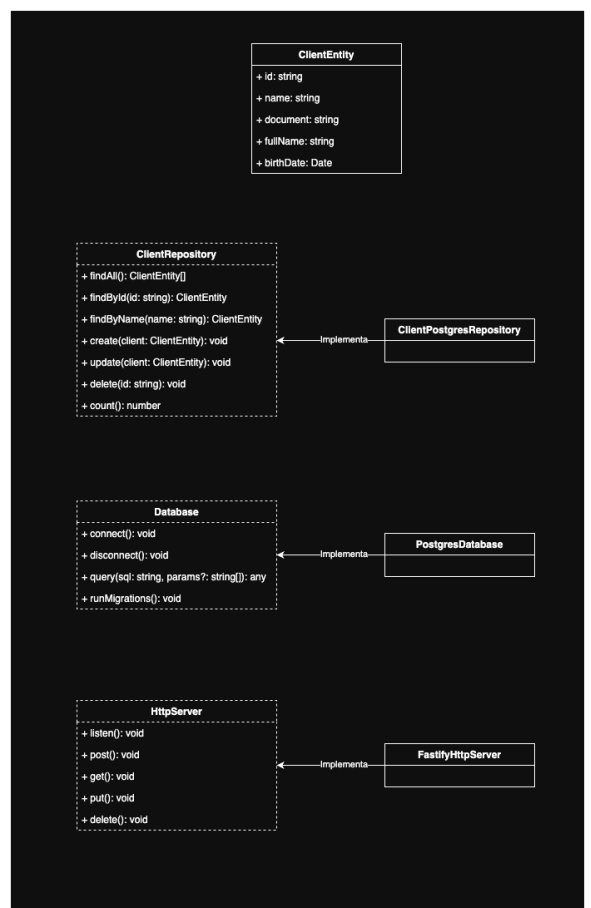 ClientEntity
+ id: string
+ name: string
+ document: string
+ fullName: string
+ birthDate: Date
ClientRepository
+ findAll(): ClientEntity[]
+ findById(id: string): ClientEntity
+ findByName(name: string): ClientEntity
+ create(client: ClientEntity): void
+ update(client: ClientEntity): void
+ delete(id: string): void
+ count(): number
Implementa
ClientPostgresRepository
Database
+ connect(): void
+ disconnect(): void
+ query(sql: string, params?: string[]): any
+ runMigrations(): void
Implementa
PostgresDatabase
HttpServer
+ listen(): void
+ post(): void
+ get(): void
+ put(): void
+ delete(): void
Implementa
FastifyHttpServer